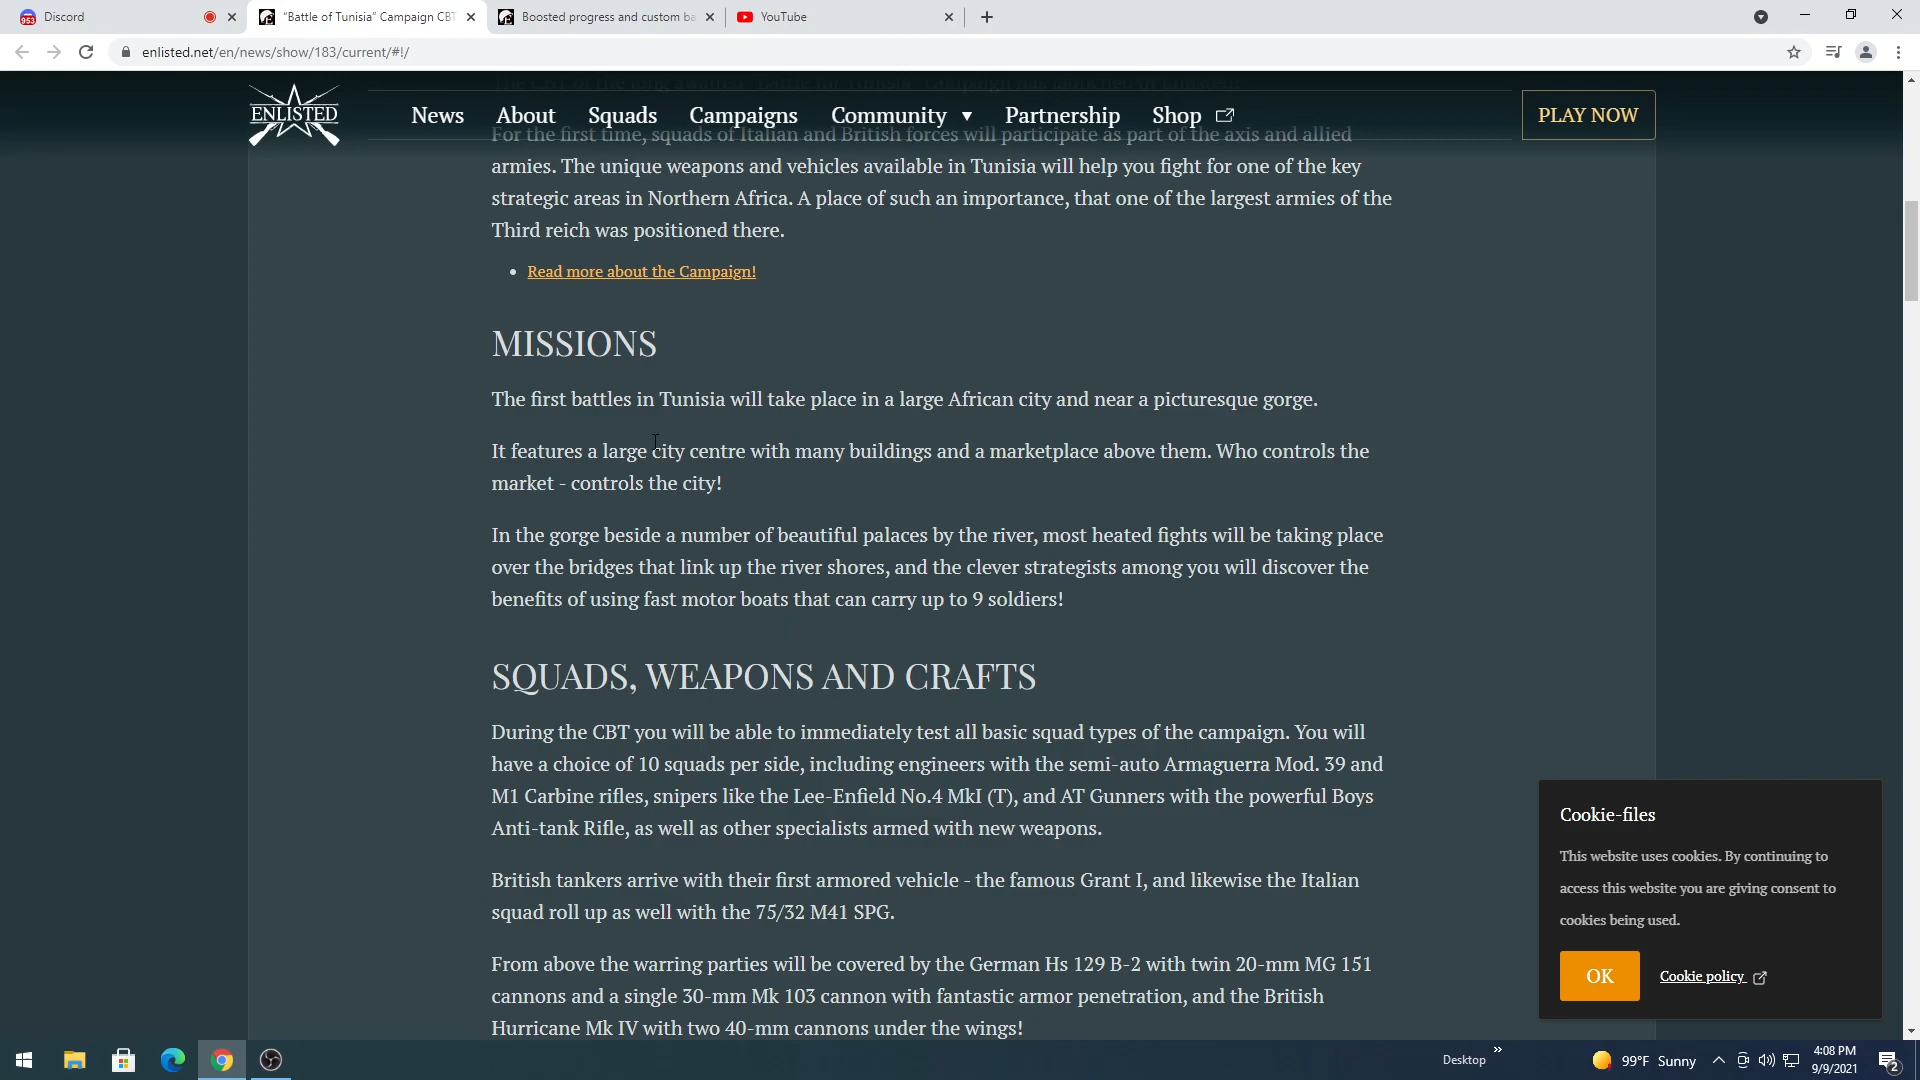 953 Discord
"Battle of Tunisia" Campaign CBT
Boosted progress and custom ba
YouTube
enlisted.net/en/news/show/183/current/#!/
ENLISTED
News About Squads Campaigns Community ▼ Partnership Shop
PLAY NOW
For the first time, squads of Italian and British forces will participate as part of the axis and allied
armies. The unique weapons and vehicles available in Tunisia will help you fight for one of the key
strategic areas in Northern Africa. A place of such an importance, that one of the largest armies of the
Third reich was positioned there.
• Read more about the Campaign!
MISSIONS
The first battles in Tunisia will take place in a large African city and near a picturesque gorge.
It features a large city centre with many buildings and a marketplace above them. Who controls the
market - controls the city!
In the gorge beside a number of beautiful palaces by the river, most heated fights will be taking place
over the bridges that link up the river shores, and the clever strategists among you will discover the
benefits of using fast motor boats that can carry up to 9 soldiers!
SQUADS, WEAPONS AND CRAFTS
During the CBT you will be able to immediately test all basic squad types of the campaign. You will
have a choice of 10 squads per side, including engineers with the semi-auto Armaguerra Mod. 39 and
M1 Carbine rifles, snipers like the Lee-Enfield No.4 MkI (T), and AT Gunners with the powerful Boys
Anti-tank Rifle, as well as other specialists armed with new weapons.
British tankers arrive with their first armored vehicle - the famous Grant I, and likewise the Italian
squad roll up as well with the 75/32 M41 SPG.
From above the warring parties will be covered by the German Hs 129 B-2 with twin 20-mm MG 151
cannons and a single 30-mm Mk 103 cannon with fantastic armor penetration, and the British
Hurricane Mk IV with two 40-mm cannons under the wings!
Cookie-files
This website uses cookies. By continuing to
access this website you are giving consent to
cookies being used.
OK
Cookie policy
Desktop
99°F Sunny
4:08 PM
9/9/2021
2